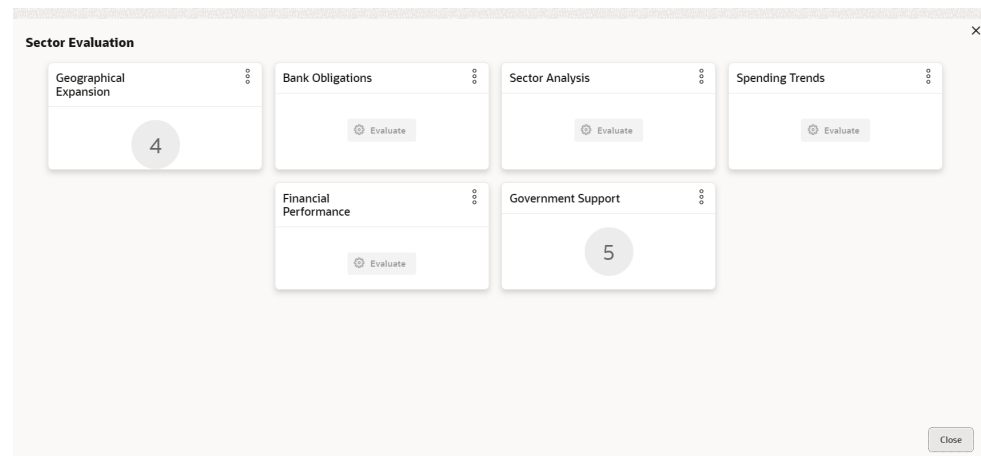 Sector Evaluation
Geographical
Expansion
4
Bank Obligations
Evaluate
Sector Analysis
Evaluate
Spending Trends
Evaluate
Financial
Performance
Evaluate
Government Support
5
Close